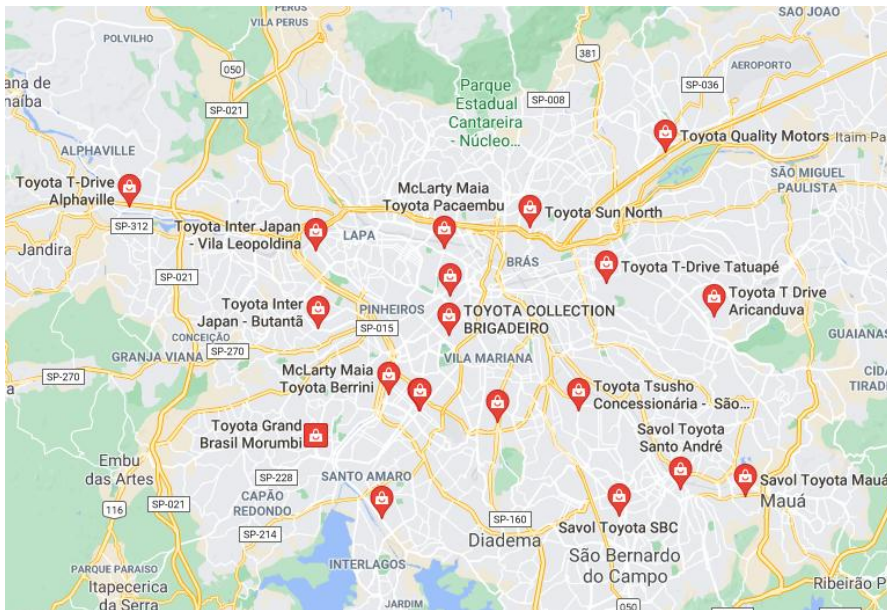 PERUS
VILA PERUS
SÃO JOÃO
POLVILHO
381
050
AEROPORTO
ana de
naíba
Parque
Estadual
Cantareira
- Núcleo...
SP-036
SP-008
SP-021
Toyota Quality Motors
Itaim Pa
ALPHAVILLE
SÃO MIGUEL
PAULISTA
Toyota T-Drive
Alphaville
McLarty Maia
Toyota Pacaembu
Toyota Sun North
SP-312
Toyota Inter Japan
- Vila Leopoldina
LAPA
Jandira
BRÁS
Toyota T-Drive Tatuapé
SP-021
Toyota T Drive
Aricanduva
Toyota Inter
Japan - Butantã
PINHEIROS
TOYOTA COLLECTION
BRIGADEIRO
SP-015
GUAIANAS
CONCEIÇÃO
SP-270
GRANJA VIANA
VILA MARIANA
SP-270
McLarty Maia
Toyota Berrini
CID
TIRAD
Toyota Tsusho
Concessionária - São...
Toyota Grand
Brasil Morumbi
Savol Toyota
Santo André
Embu
das Artes
SP-228
SANTO AMARO
Savol Toyota Mauá
Mauá
CAPÃO
REDONDO
SP-021
116
SP-160
Savol Toyota SBC
SP-214
Diadema
São Bernardo
do Campo
INTERLAGOS
PARQUE PARAISO
Itapecerica
da Serra
Ribeirão P
JARDIM
050